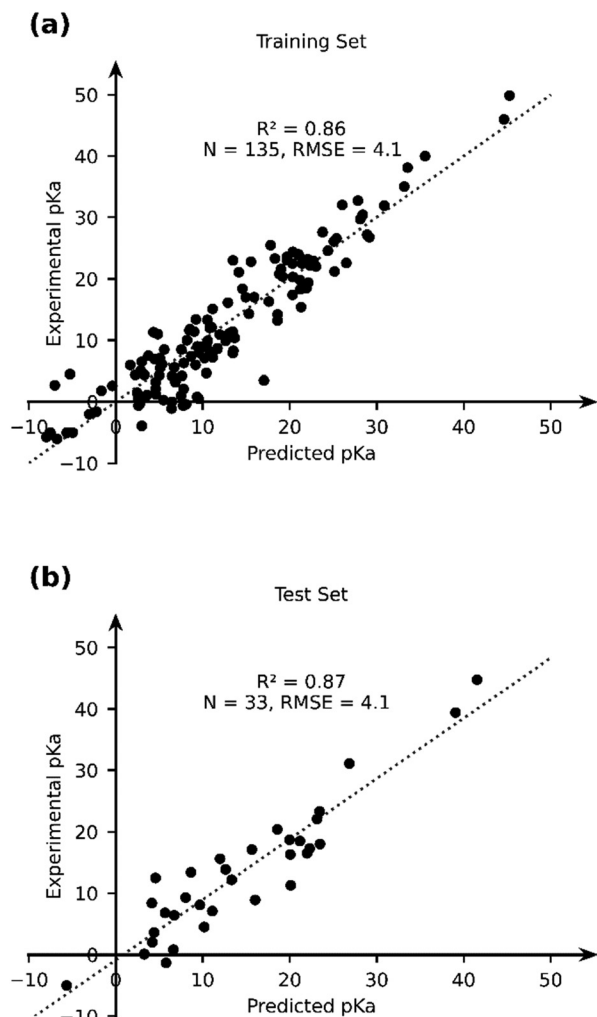 (a)
Training Set
50
R² = 0.86
N = 135, RMSE = 4.1
40
30
Experimental pKa
20
10
0
−10 0 10 20 30 40 50
−10
Predicted pKa
(b)
Test Set
50
R² = 0.87
N = 33, RMSE = 4.1
40
30
Experimental pKa
20
10
0
−10 0 10 20 30 40 50
−10
Predicted pKa